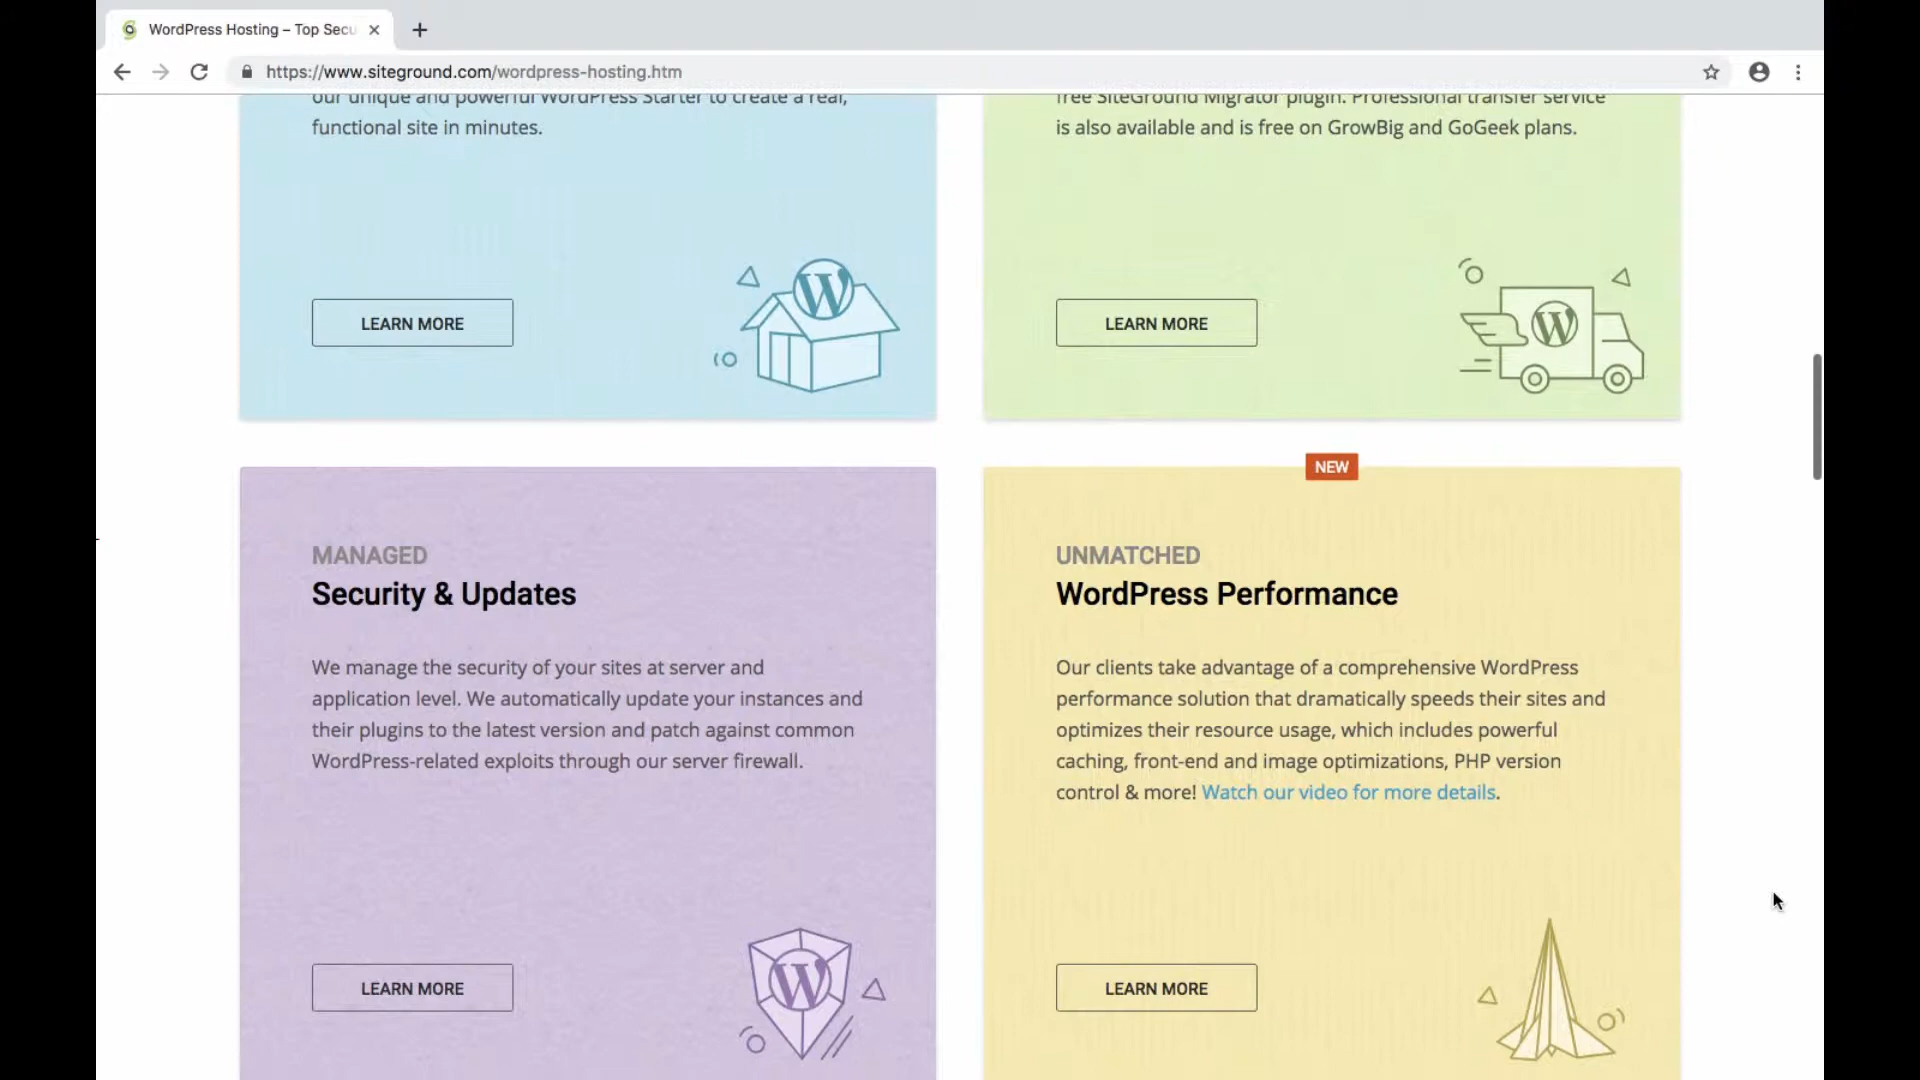 WordPress Hosting – Top Secu
https://www.siteground.com/wordpress-hosting.htm
our unique and powerful WordPress Starter to create a real,
functional site in minutes.
LEARN MORE
free SiteGround Migrator plugin. Professional transfer service
is also available and is free on GrowBig and GoGeek plans.
LEARN MORE
MANAGED
Security & Updates
We manage the security of your sites at server and
application level. We automatically update your instances and
their plugins to the latest version and patch against common
WordPress-related exploits through our server firewall.
LEARN MORE
NEW
UNMATCHED
WordPress Performance
Our clients take advantage of a comprehensive WordPress
performance solution that dramatically speeds their sites and
optimizes their resource usage, which includes powerful
caching, front-end and image optimizations, PHP version
control & more! Watch our video for more details.
LEARN MORE